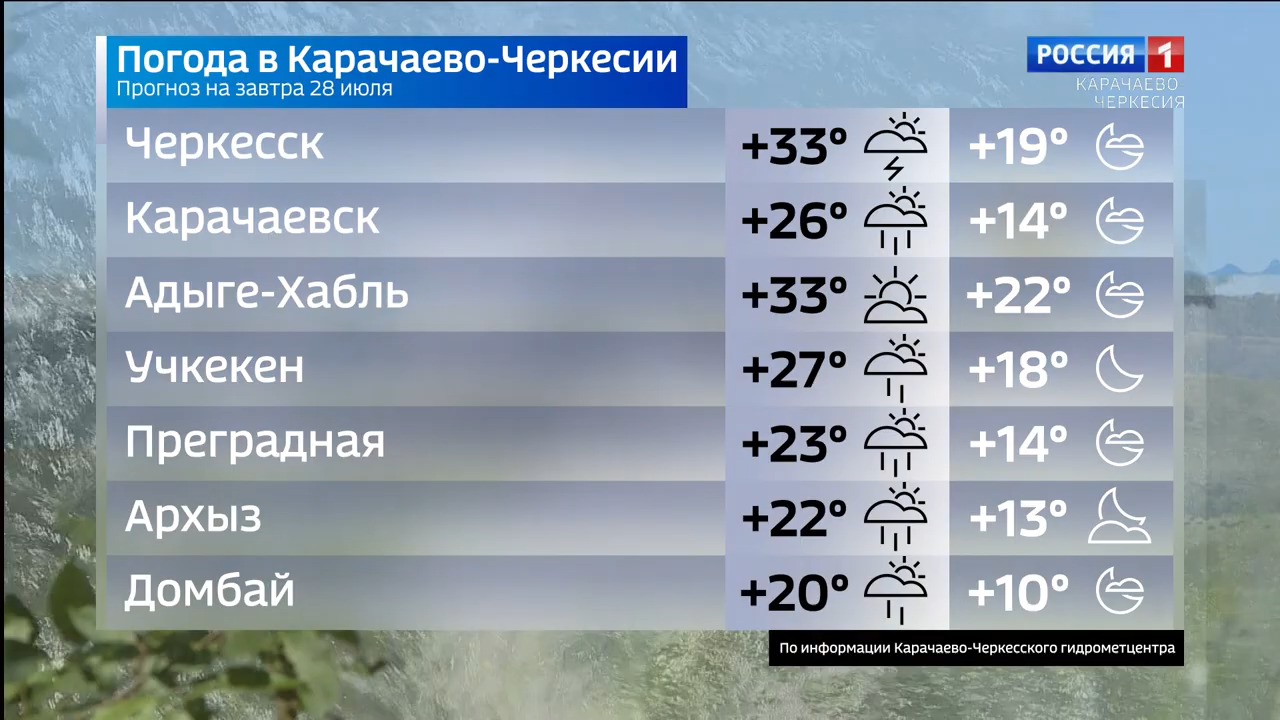 Погода в Карачаево-Черкесии
Прогноз на завтра 28 июля
РОССИЯ 1
КАРАЧАЕВО-
ЧЕРКЕСИЯ
Черкесск +33° +19°
Карачаевск +26° +14°
Адыге-Хабль +33° +22°
Учкекен +27° +18°
Преградная +23° +14°
Архыз +22° +13°
Домбай +20° +10°
По информации Карачаево-Черкесского гидрометцентра